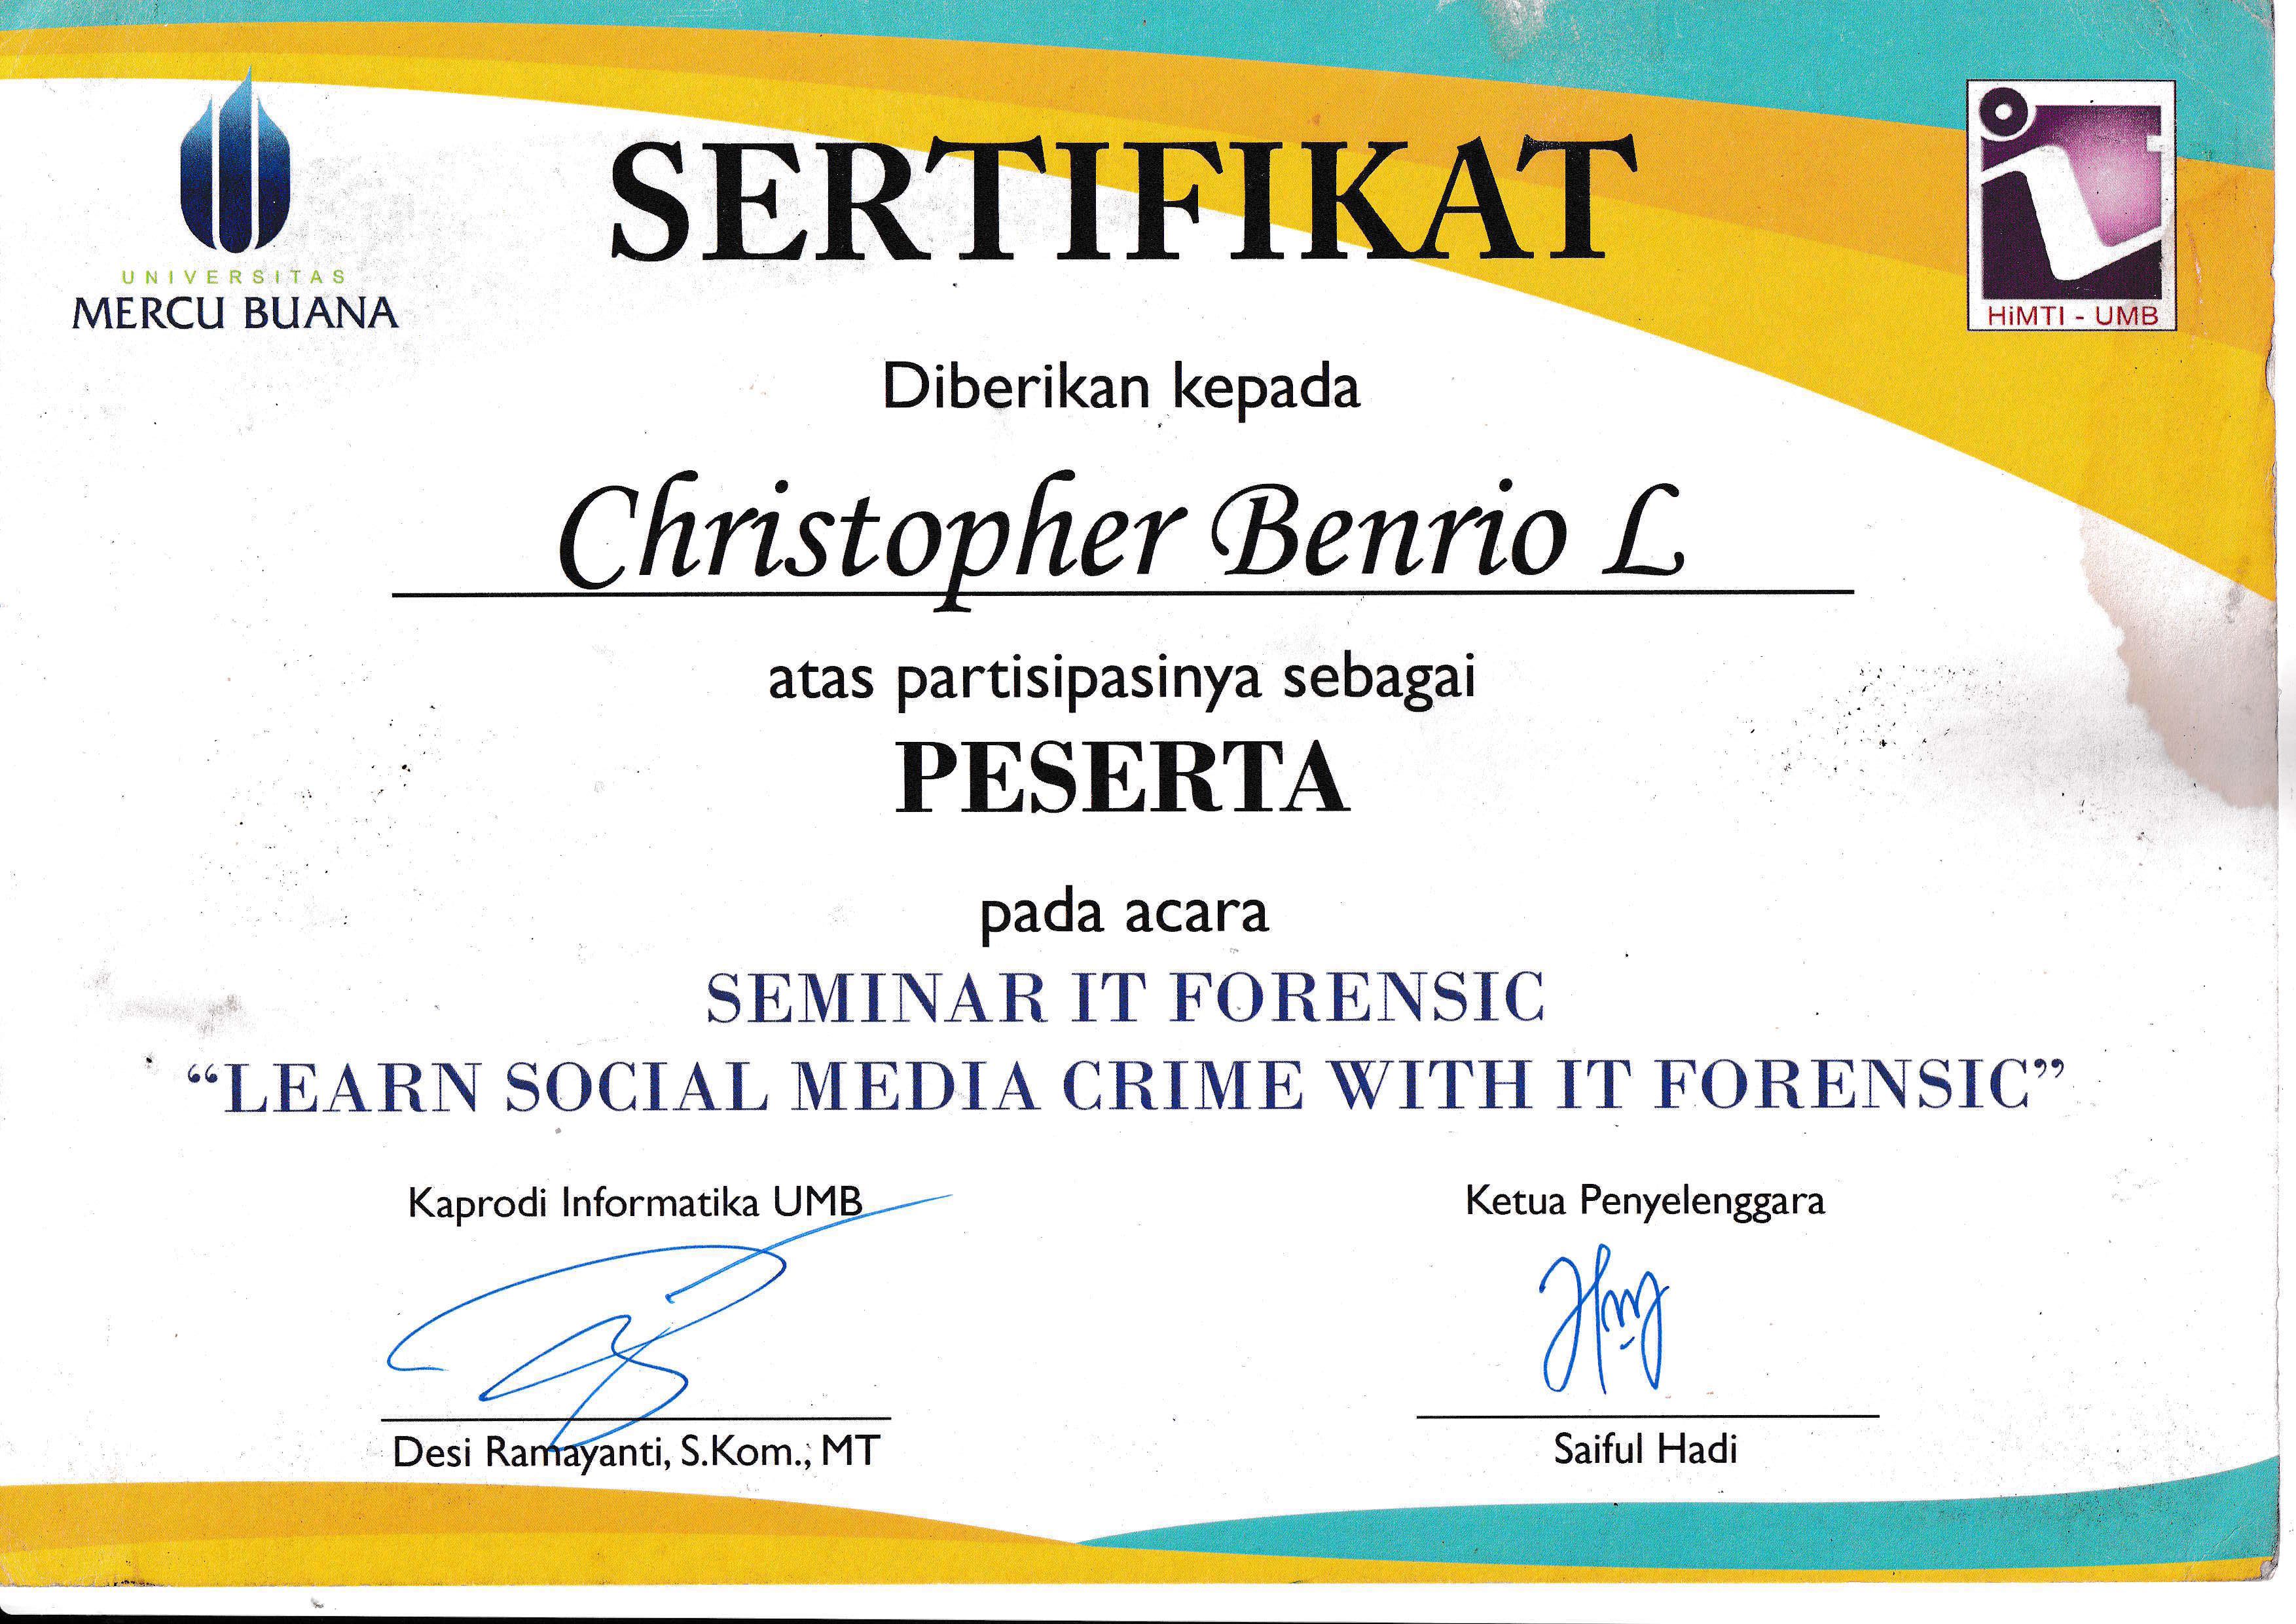 UNIVERSITAS
MERCU BUANA
HiMTI - UMB
SERTIFIKAT
Diberikan kepada
Christopher Benrio L
atas partisipasinya sebagai
PESERTA
pada acara
SEMINAR IT FORENSIC
“LEARN SOCIAL MEDIA CRIME WITH IT FORENSIC”
Kaprodi Informatika UMB
Desi Ramayanti, S.Kom., MT
Ketua Penyelenggara
Saiful Hadi